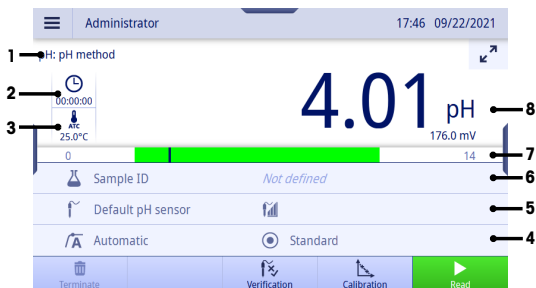 Administrator 17:46 09/22/2021
1 pH: pH method
2 00:00:00
3 ATC
25.0°C
4.01 pH 8
176.0 mV
0 14 7
Sample ID Not defined 6
Default pH sensor 5
A Automatic Standard 4
Terminate Verification Calibration Read